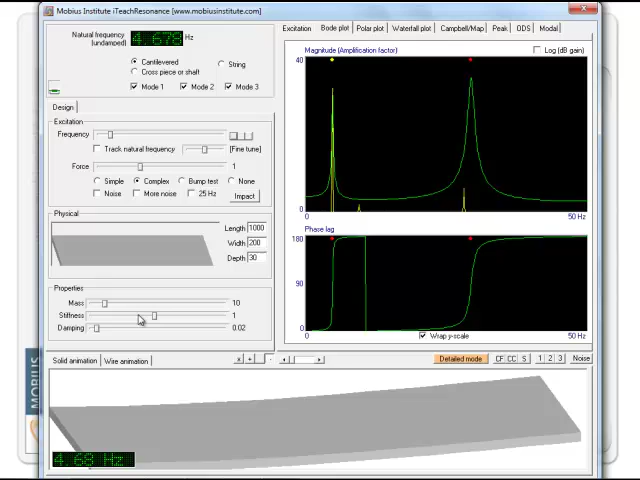 Mobius Institute iTeachResonance [www.mobiusinstitute.com]
Natural frequency (undamped) 4.678 Hz
Cantilevered
Cross piece or shaft
String
Mode 1 Mode 2 Mode 3
Design
Excitation
Frequency
Track natural frequency [Fine tune]
Force 1
Simple Complex Bump test None
Noise More noise 25 Hz Impact
Physical
Length 1000
Width 200
Depth 30
Properties
Mass 10
Stiffness 1
Damping 0.02
Excitation Bode plot Polar plot Waterfall plot Campbell/Map Peak ODS Modal
Magnitude (Amplification factor) Log (dB gain)
40
0
0 50 Hz
Phase lag
180
90
0
0 50 Hz
Wrap y-scale
Solid animation Wire animation x + - Detailed mode CF CC S 1 2 3 Noise
4.68 Hz
MOBIUS